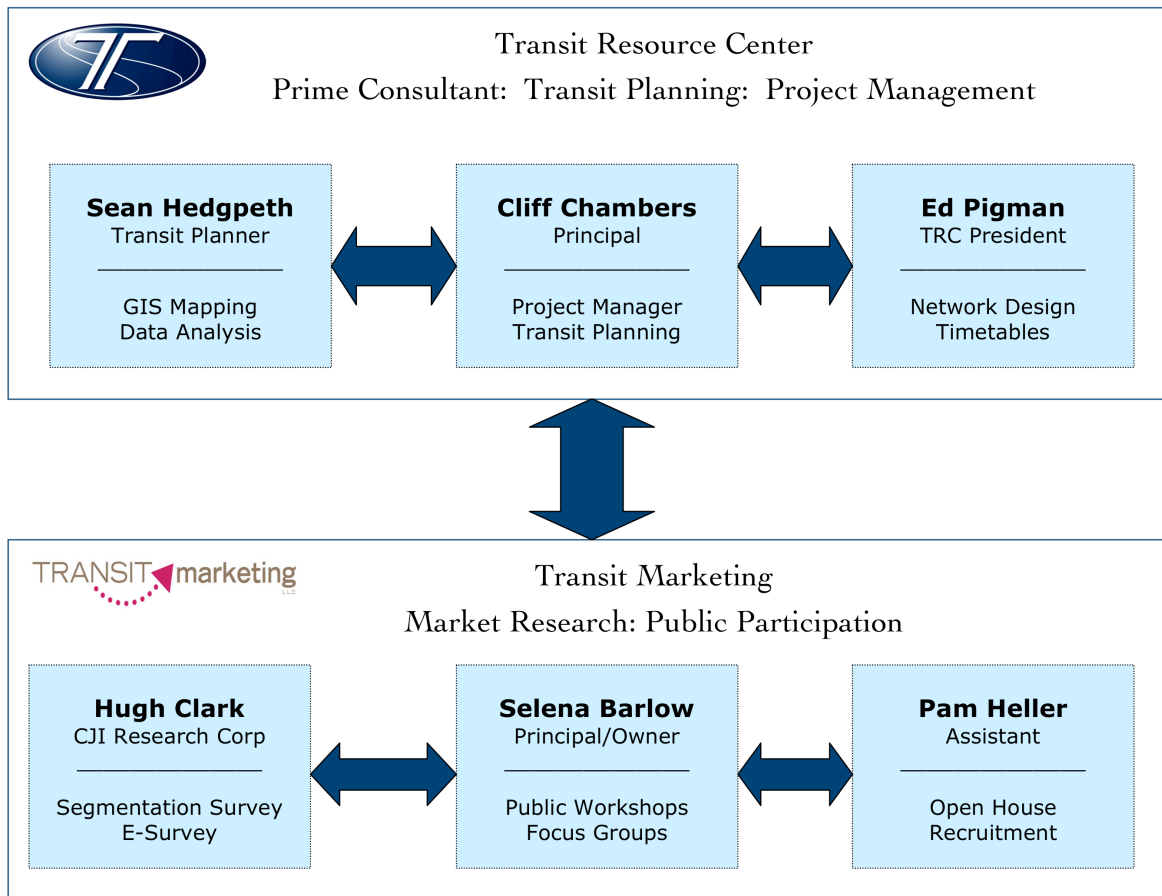 Transit Resource Center
Prime Consultant: Transit Planning: Project Management
Sean Hedgpeth
Transit Planner
GIS Mapping
Data Analysis
Cliff Chambers
Principal
Project Manager
Transit Planning
Ed Pigman
TRC President
Network Design
Timetables
TRANSIT marketing
LLC
Transit Marketing
Market Research: Public Participation
Hugh Clark
CJI Research Corp
Segmentation Survey
E-Survey
Selena Barlow
Principal/Owner
Public Workshops
Focus Groups
Pam Heller
Assistant
Open House
Recruitment